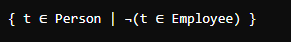 { t ∈ Person | ¬(t ∈ Employee) }